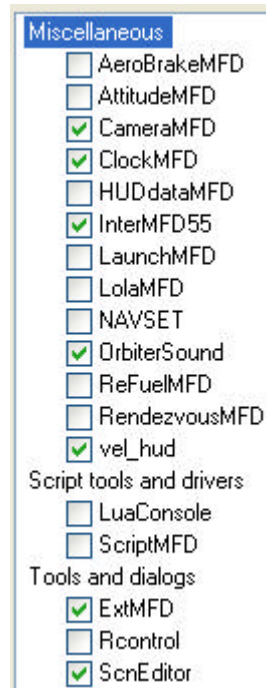 Miscellaneous
AeroBrakeMFD
AttitudeMFD
CameraMFD
ClockMFD
HUDdataMFD
InterMFD55
LaunchMFD
LolaMFD
NAVSET
OrbiterSound
ReFuelMFD
RendezvousMFD
vel_hud
Script tools and drivers
LuaConsole
ScriptMFD
Tools and dialogs
ExtMFD
Rcontrol
ScnEditor